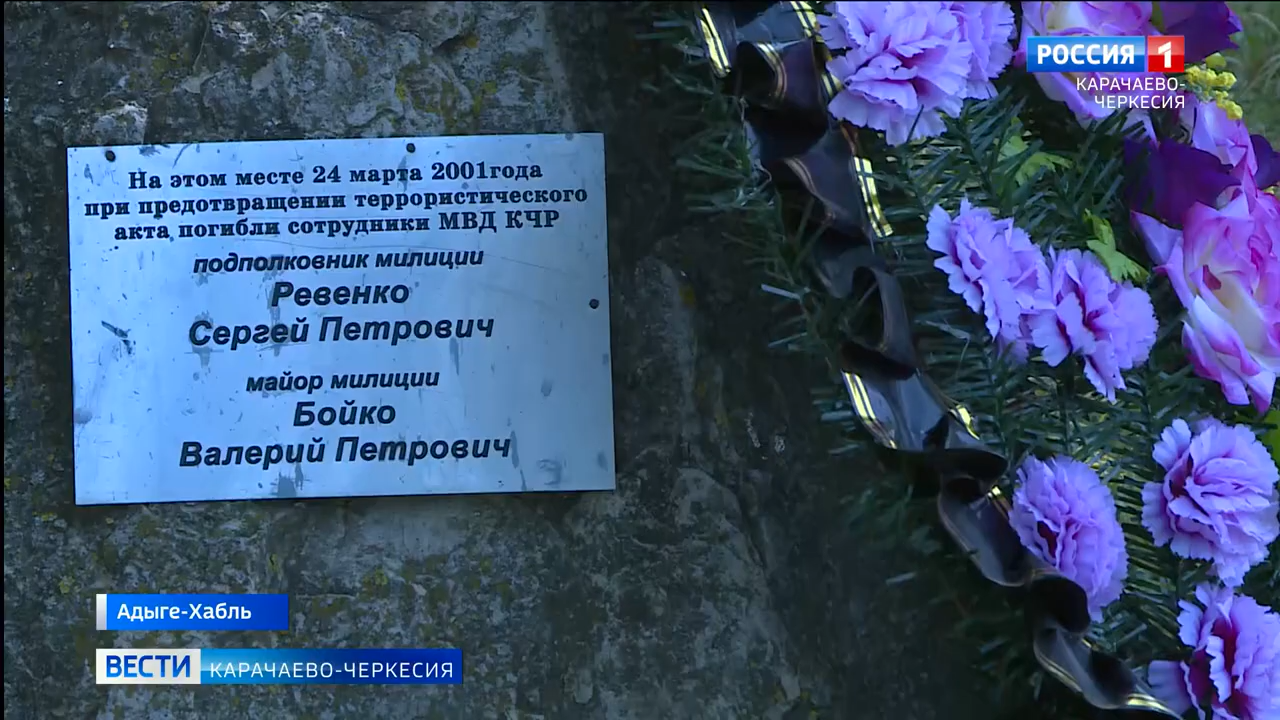 РОССИЯ 1
КАРАЧАЕВО-
ЧЕРКЕСИЯ
На этом месте 24 марта 2001года
при предотвращении террористического
акта погибли сотрудники МВД КЧР
подполковник милиции
Ревенко
Сергей Петрович
майор милиции
Бойко
Валерий Петрович
Адыге-Хабль
ВЕСТИ КАРАЧАЕВО-ЧЕРКЕСИЯ